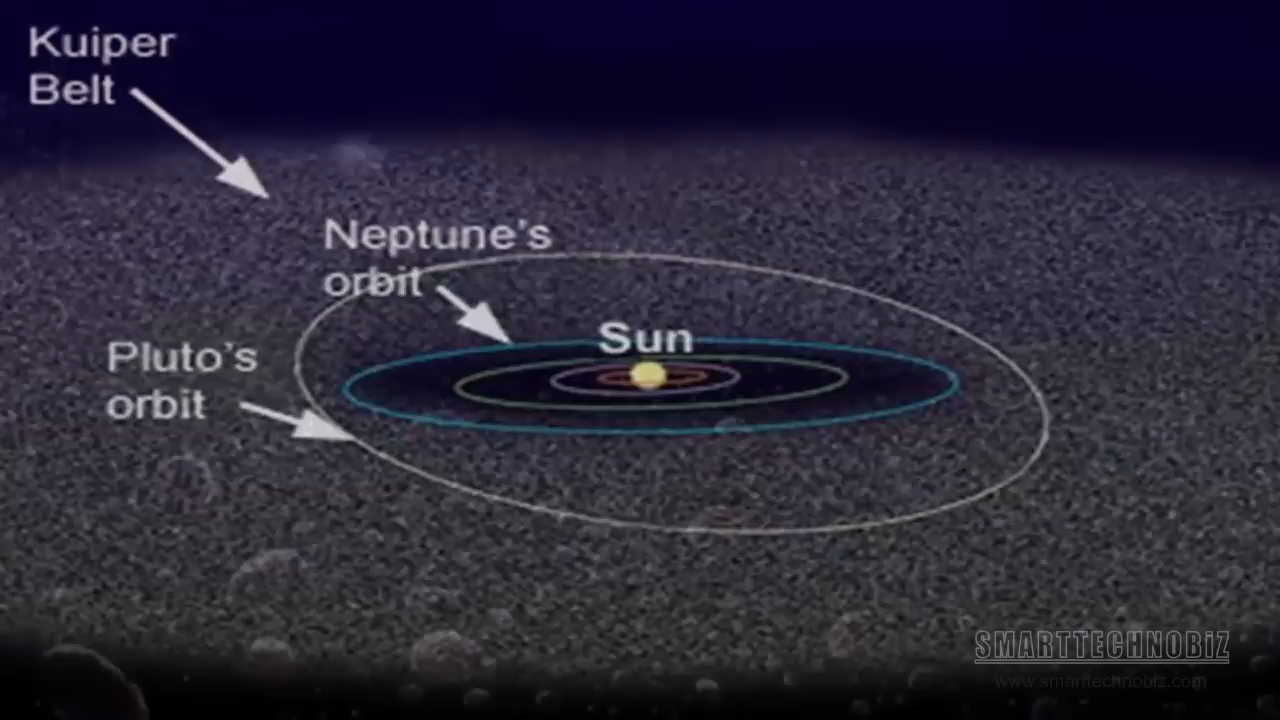 Kuiper
Belt
Neptune's
orbit
Sun
Pluto's
orbit
SMARTTECHNOBIZ
www.smarttechnobiz.com